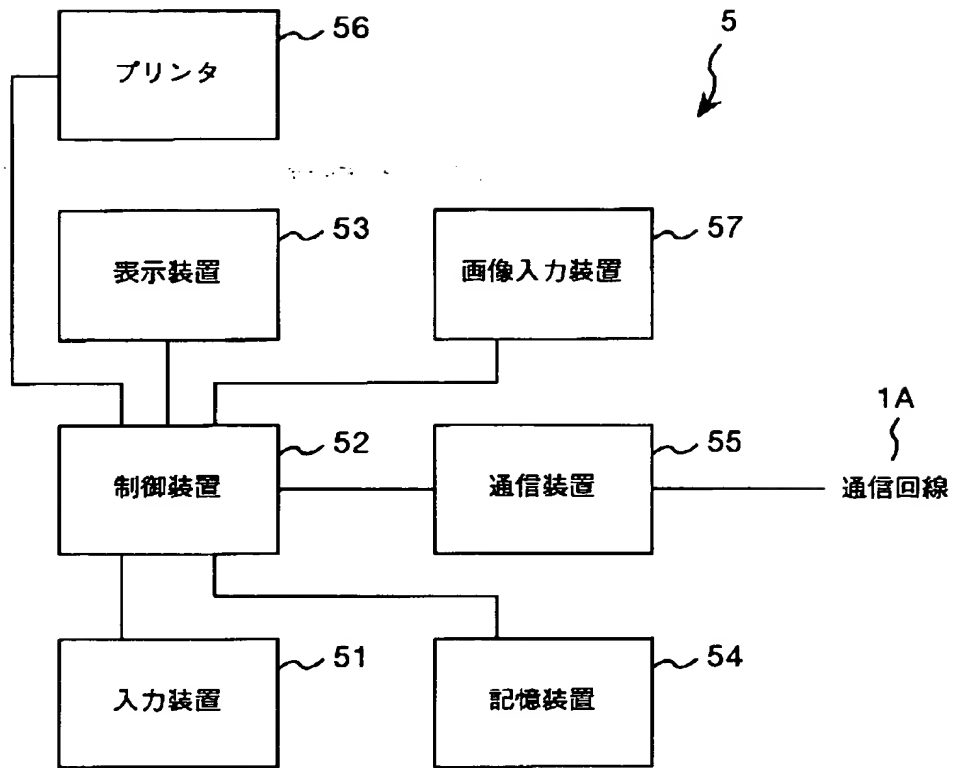 56
5
プリンタ
53
57
表示装置
画像入力装置
1A
52
55
制御装置
通信装置
通信回線
51
54
入力装置
記憶装置